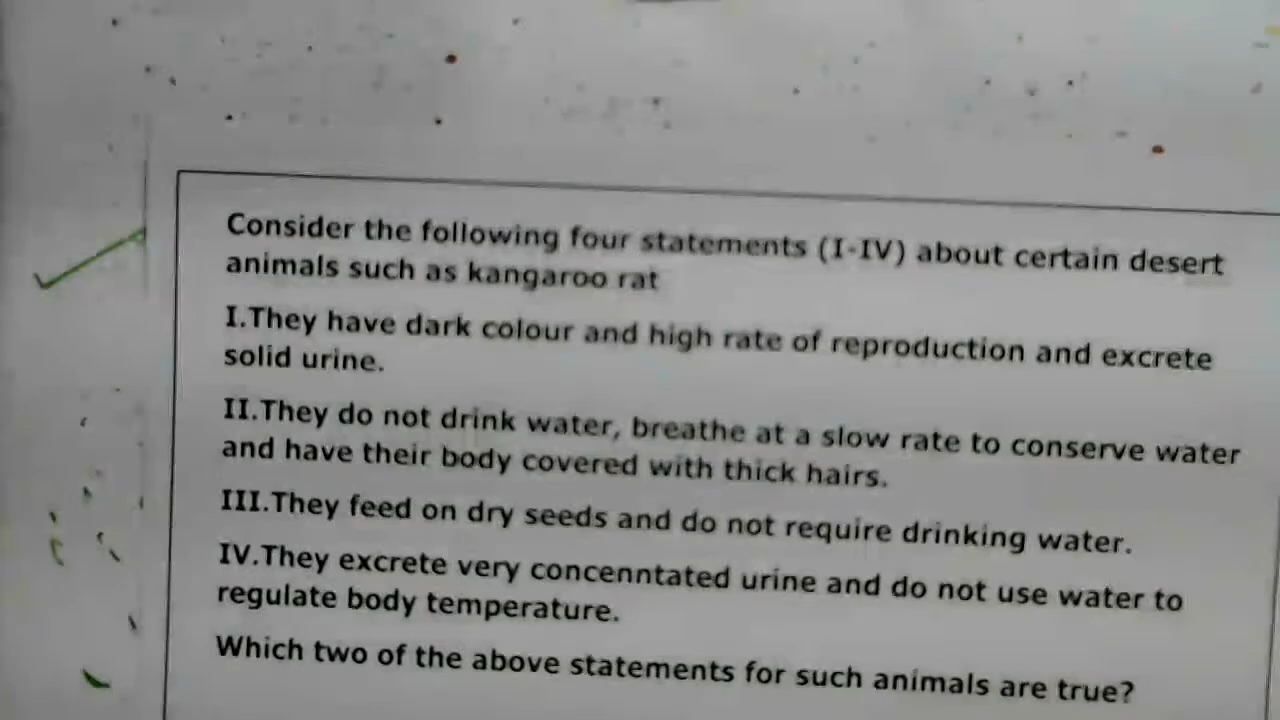 Consider the following four statements (I-IV) about certain desert
animals such as kangaroo rat
I.They have dark colour and high rate of reproduction and excrete
solid urine.
II.They do not drink water, breathe at a slow rate to conserve water
and have their body covered with thick hairs.
III.They feed on dry seeds and do not require drinking water.
IV.They excrete very concenntated urine and do not use water to
regulate body temperature.
Which two of the above statements for such animals are true?